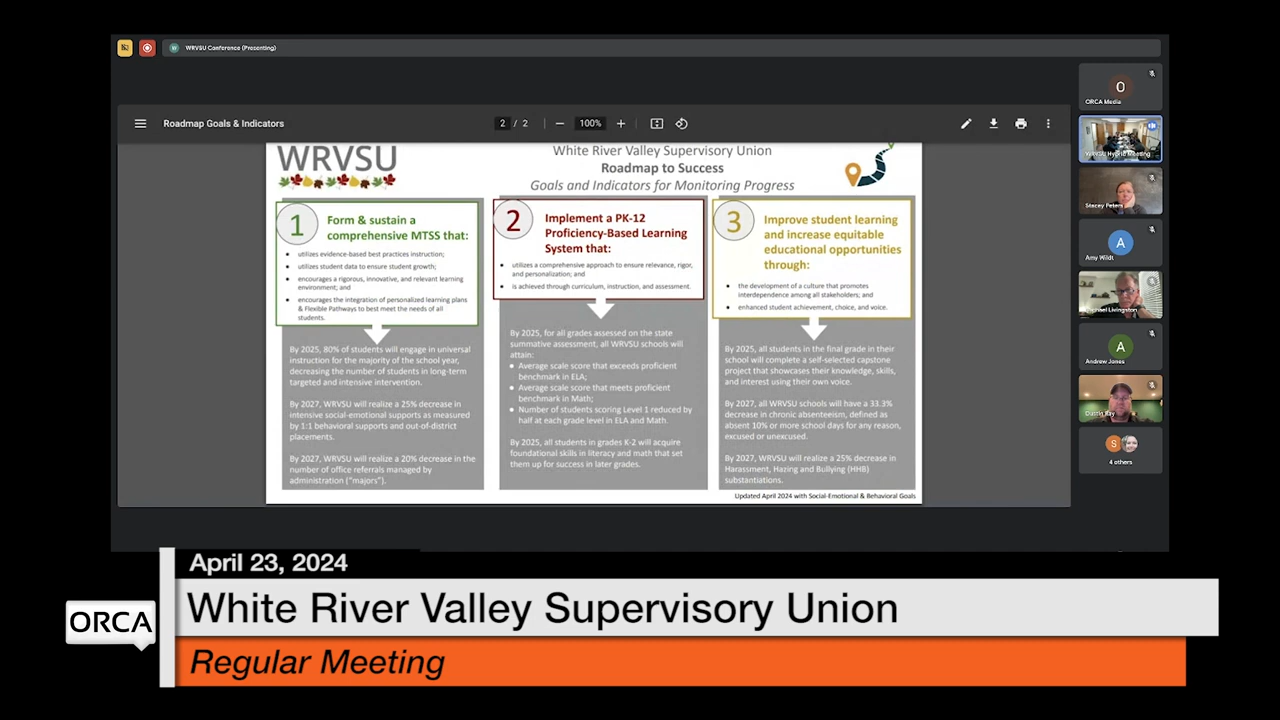 WRVSU Conference (Presenting)
Roadmap Goals & Indicators
2 / 2
100%
WRVSU
White River Valley Supervisory Union
Roadmap to Success
Goals and Indicators for Monitoring Progress
1
Form & sustain a
comprehensive MTSS that:
utilizes evidence-based best practices instruction;
utilizes student data to ensure student growth;
encourages a rigorous, innovative, and relevant learning
environment; and
encourages the integration of personalized learning plans
& Flexible Pathways to best meet the needs of all
students.
By 2025, 80% of students will engage in universal
instruction for the majority of the school year,
decreasing the number of students in long-term
targeted and intensive intervention.
By 2027, WRVSU will realize a 25% decrease in
intensive social-emotional supports as measured
by 1:1 behavioral supports and out-of-district
placements.
By 2027, WRVSU will realize a 20% decrease in the
number of office referrals managed by
administration ("majors").
2
Implement a PK-12
Proficiency-Based Learning
System that:
utilizes a comprehensive approach to ensure relevance, rigor,
and personalization; and
is achieved through curriculum, instruction, and assessment.
By 2025, for all grades assessed on the state
summative assessment, all WRVSU schools will
attain:
Average scale score that exceeds proficient
benchmark in ELA;
Average scale score that meets proficient
benchmark in Math;
Number of students scoring Level 1 reduced by
half at each grade level in ELA and Math.
By 2025, all students in grades K-2 will acquire
foundational skills in literacy and math that set
them up for success in later grades.
3
Improve student learning
and increase equitable
educational opportunities
through:
the development of a culture that promotes
interdependence among all stakeholders; and
enhanced student achievement, choice, and voice.
By 2025, all students in the final grade in their
school will complete a self-selected capstone
project that showcases their knowledge, skills,
and interest using their own voice.
By 2027, all WRVSU schools will have a 33.3%
decrease in chronic absenteeism, defined as
absent 10% or more school days for any reason,
excused or unexcused.
By 2027, WRVSU will realize a 25% decrease in
Harassment, Hazing and Bullying (HHB)
substantiations.
Updated April 2024 with Social-Emotional & Behavioral Goals
O
ORCA Media
WRVSU Hybrid Meeting
Stacey Peters
A
Amy Wildt
Michael Livingston
A
Andrew Jones
Dustin Ray
S
4 others
April 23, 2024
White River Valley Supervisory Union
ORCA
Regular Meeting